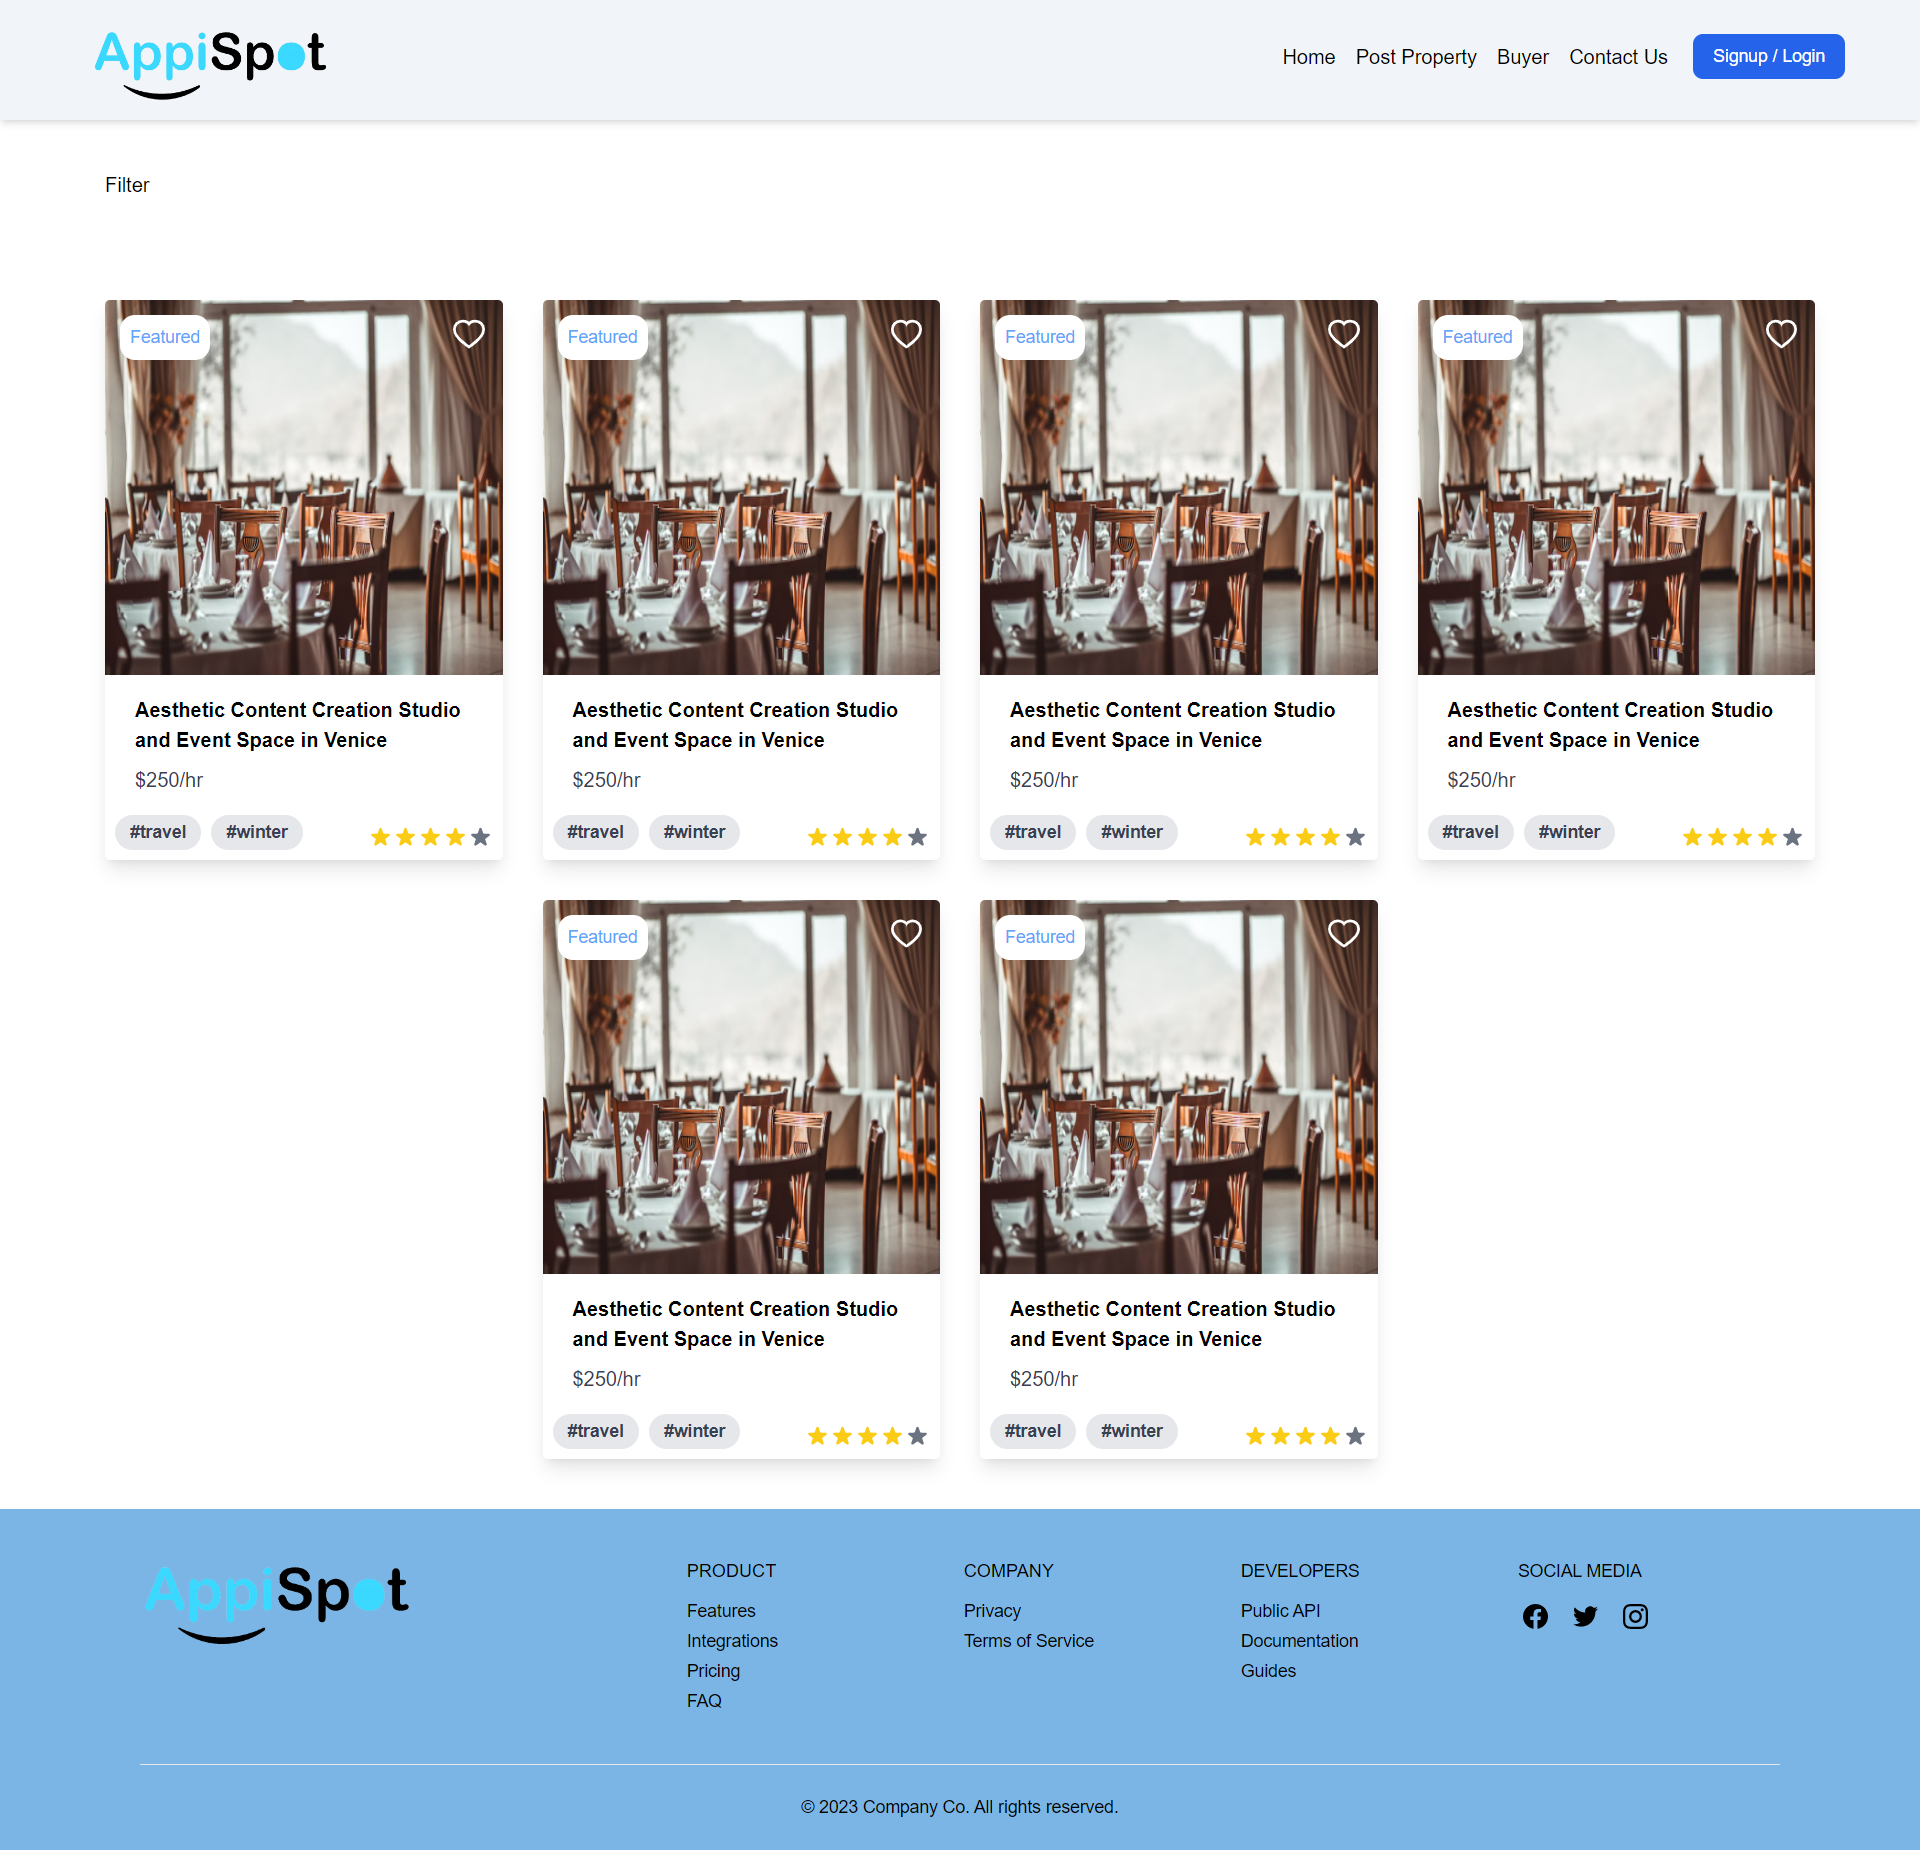 AppiSpot
Home Post Property Buyer Contact Us Signup / Login
Filter
Featured Featured Featured Featured
Aesthetic Content Creation Studio
and Event Space in Venice
$250/hr
#travel #winter
Aesthetic Content Creation Studio
and Event Space in Venice
$250/hr
#travel #winter
Aesthetic Content Creation Studio
and Event Space in Venice
$250/hr
#travel #winter
Aesthetic Content Creation Studio
and Event Space in Venice
$250/hr
#travel #winter
Featured Featured
Aesthetic Content Creation Studio
and Event Space in Venice
$250/hr
#travel #winter
Aesthetic Content Creation Studio
and Event Space in Venice
$250/hr
#travel #winter
AppiSpot
PRODUCT
Features
Integrations
Pricing
FAQ
COMPANY
Privacy
Terms of Service
DEVELOPERS
Public API
Documentation
Guides
SOCIAL MEDIA
© 2023 Company Co. All rights reserved.